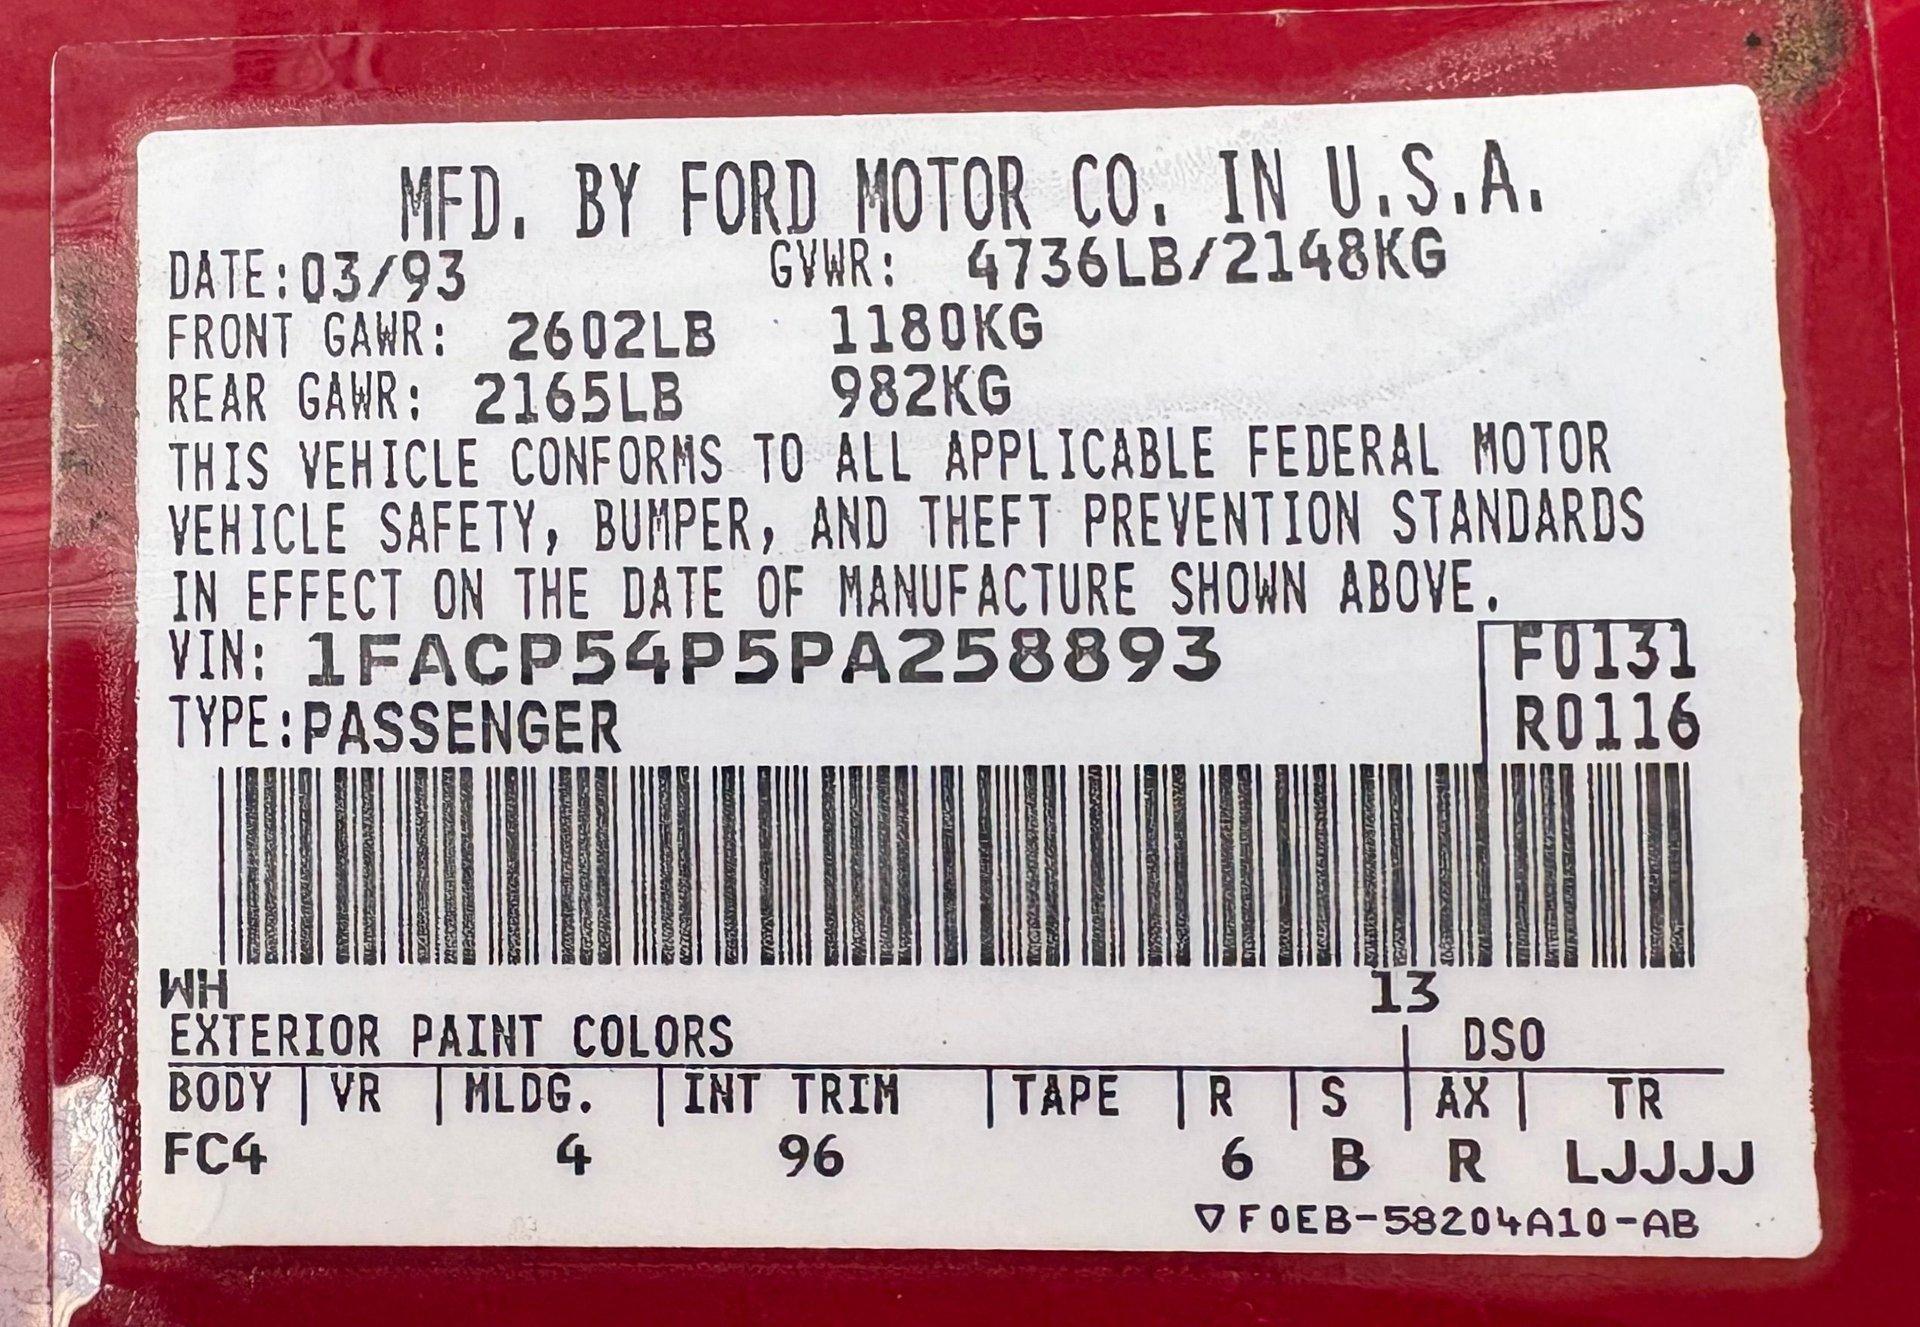 MFD. BY FORD MOTOR CO. IN U.S.A.
DATE:03/93 GVWR: 4736LB/2148KG
FRONT GAWR: 2602LB 1180KG
REAR GAWR: 2165LB 982KG
THIS VEHICLE CONFORMS TO ALL APPLICABLE FEDERAL MOTOR
VEHICLE SAFETY, BUMPER, AND THEFT PREVENTION STANDARDS
IN EFFECT ON THE DATE OF MANUFACTURE SHOWN ABOVE.
VIN: 1FACP54P5PA258893 F0131
TYPE:PASSENGER R0116
WH 13
EXTERIOR PAINT COLORS DSO
BODY VR MLDG. INT TRIM TAPE R S AX TR
FC4 4 96 6 B R LJJJJ
▽F0EB-58204A10-AB